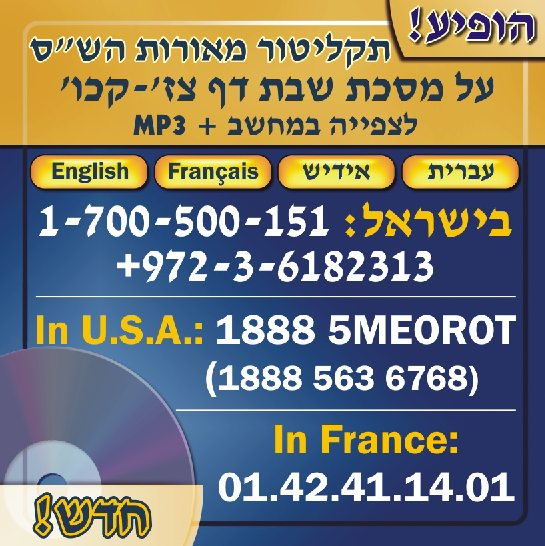 הופיע!
תקליטור מאורות הש״ס
על מסכת שבת דף צז׳-קכו׳
לצפייה במחשב + MP3
עברית אידיש Français English
בישראל: 1-700-500-151
+972-3-6182313
In U.S.A.: 1888 5MEOROT
(1888 563 6768)
In France:
01.42.41.14.01
חדש!